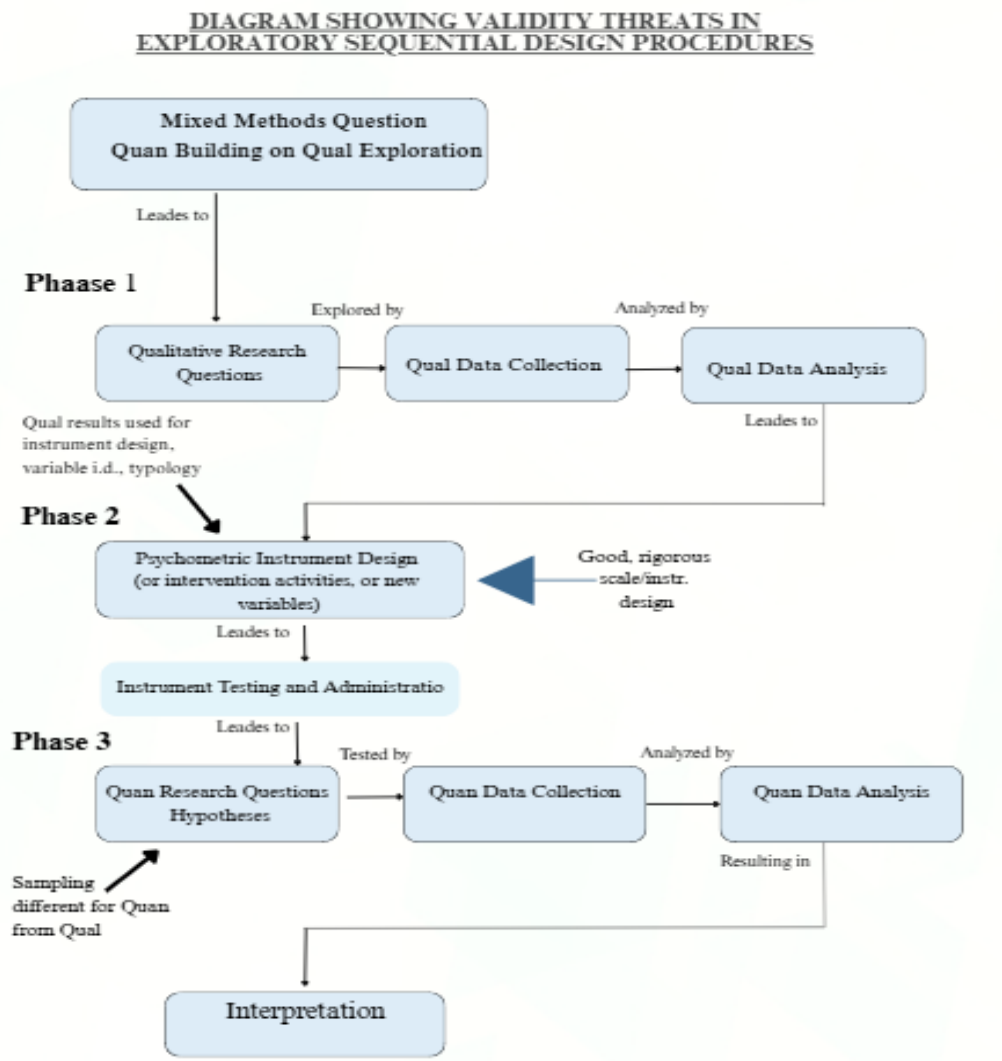 DIAGRAM SHOWING VALIDITY THREATS IN
EXPLORATORY SEQUENTIAL DESIGN PROCEDURES
Mixed Methods Question
Quan Building on Qual Exploration
Leades to
Phaase 1
Explored by
Analyzed by
Qualitative Research
Questions
Qual Data Collection
Qual Data Analysis
Qual results used for
instrument design,
variable i.d., typology
Leades to
Phase 2
Psychometric Instrument Design
(or intervention activities, or new
variables)
Good, rigorous
scale/instr.
design
Leades to
Instrument Testing and Administratio
Leades to
Phase 3
Tested by
Analyzed by
Quan Research Questions
Hypotheses
Quan Data Collection
Quan Data Analysis
Resulting in
Sampling
different for Quan
from Qual
Interpretation